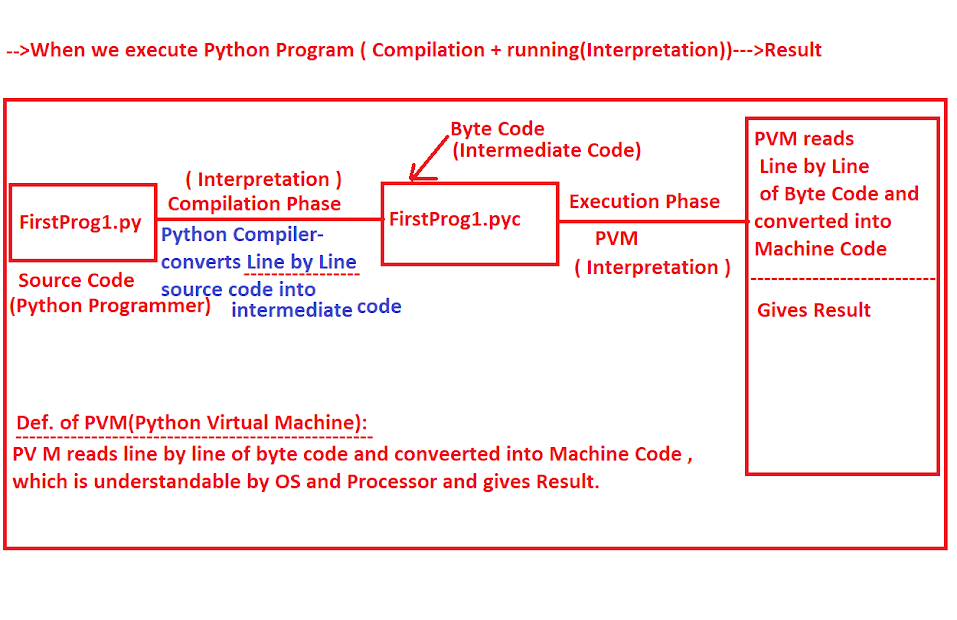 -->When we execute Python Program ( Compilation + running(Interpretation))--->Result
Byte Code
(Intermediate Code)
( Interpretation )
Compilation Phase
FirstProg1.py
Python Compiler-
converts Line by Line
source code into
intermediate code
Source Code
(Python Programmer)
FirstProg1.pyc
Execution Phase
PVM
( Interpretation )
PVM reads
Line by Line
of Byte Code and
converted into
Machine Code
Gives Result
Def. of PVM(Python Virtual Machine):
PV M reads line by line of byte code and conveerted into Machine Code ,
which is understandable by OS and Processor and gives Result.